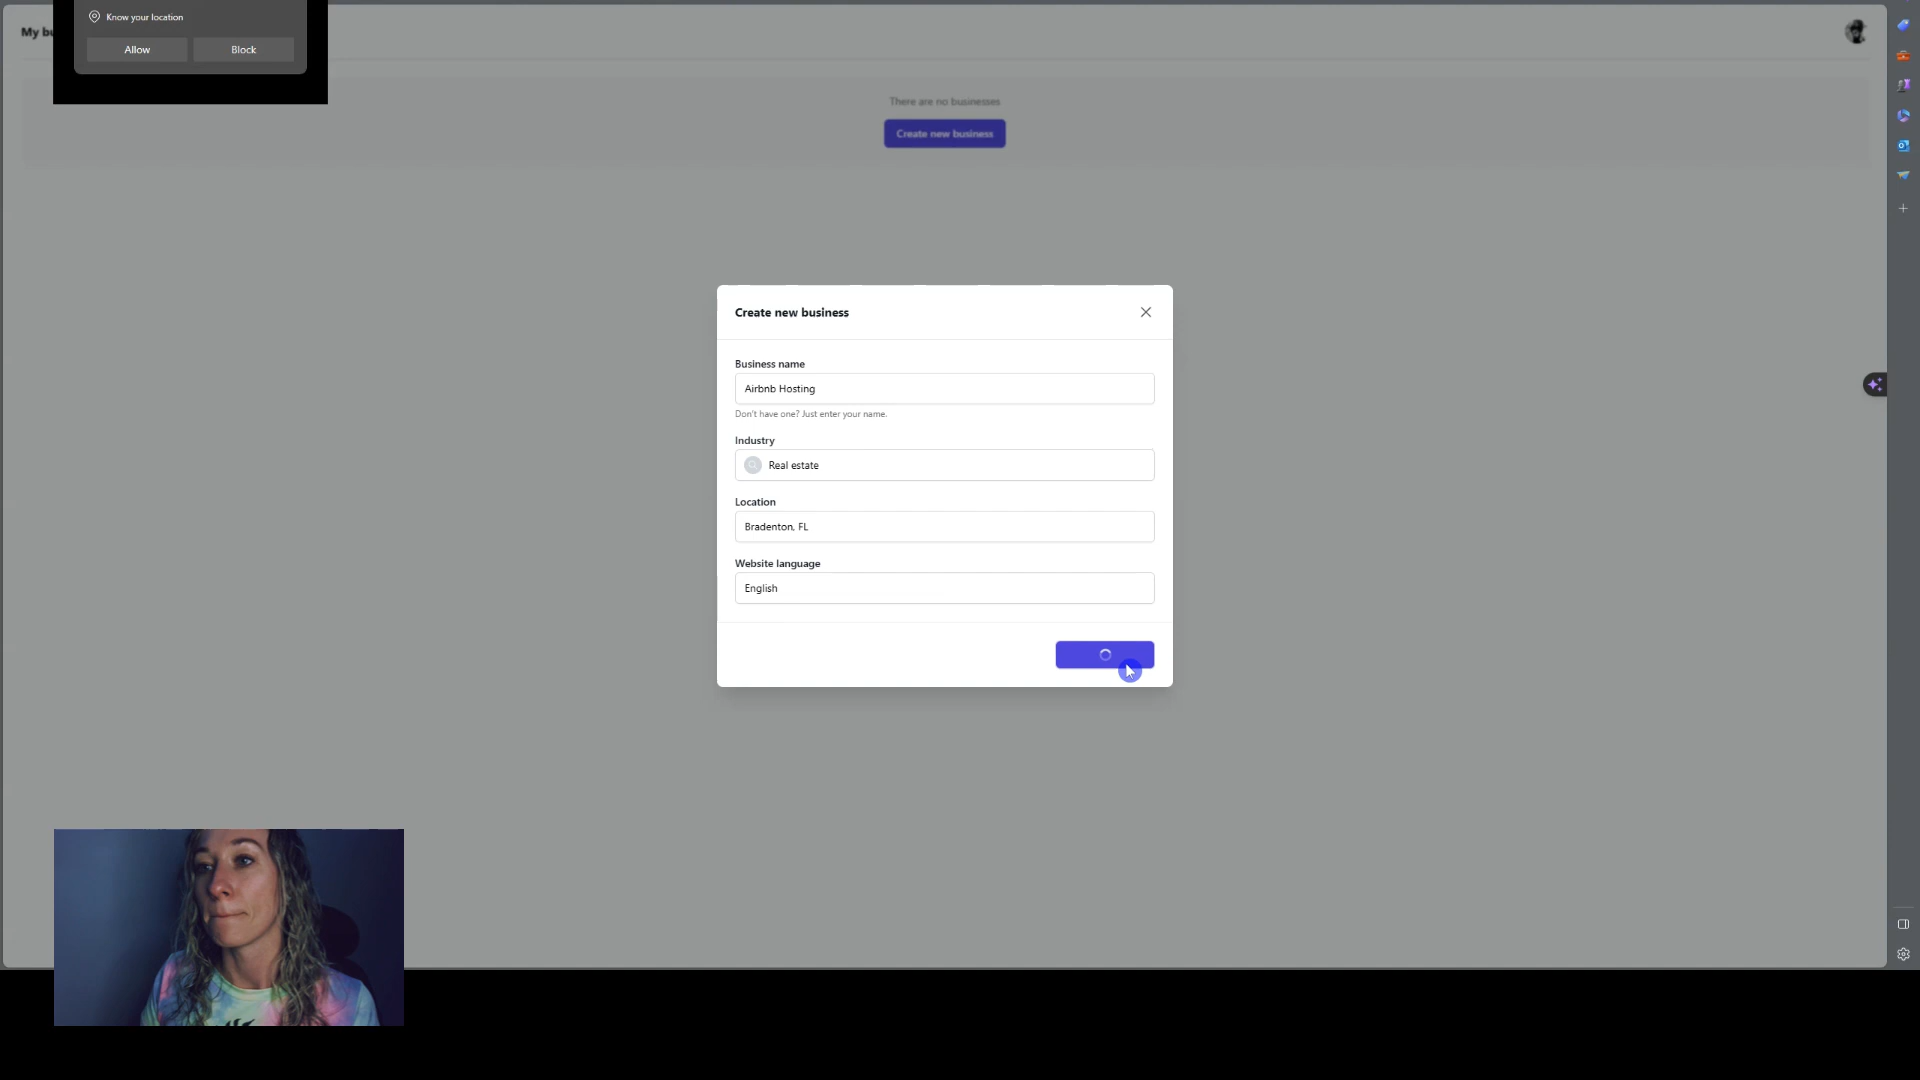 Know your location
Allow
Block
My bu
There are no businesses
Create new business
Create new business
Business name
Airbnb Hosting
Don't have one? Just enter your name.
Industry
Real estate
Location
Bradenton, FL
Website language
English